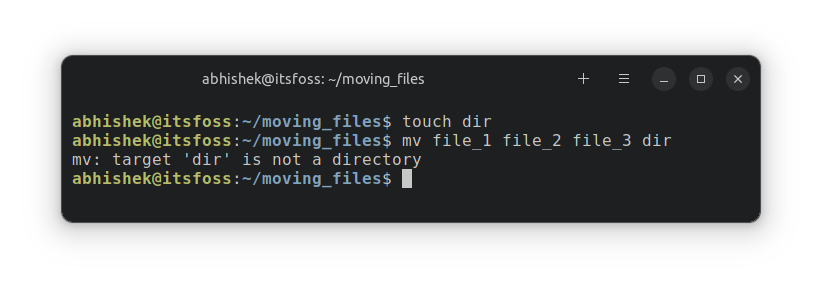 abhishek@itsfoss: ~/moving_files
abhishek@itsfoss:~/moving_files$ touch dir
abhishek@itsfoss:~/moving_files$ mv file_1 file_2 file_3 dir
mv: target 'dir' is not a directory
abhishek@itsfoss:~/moving_files$